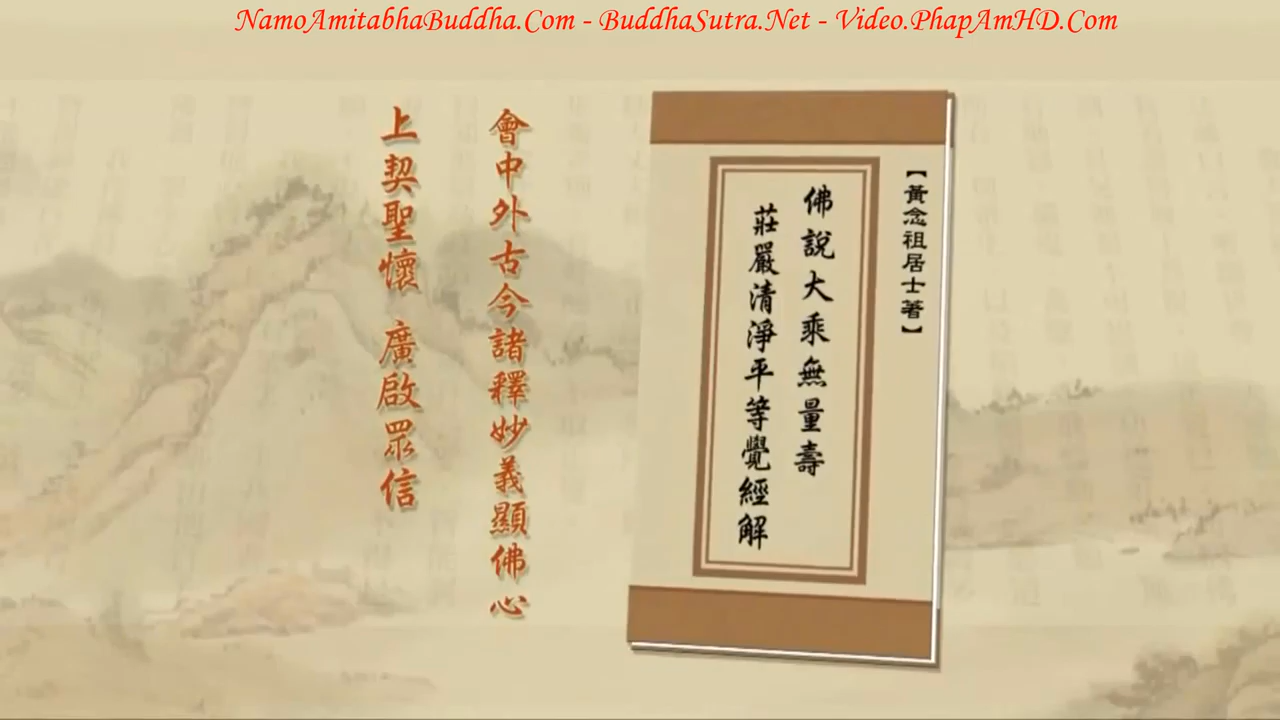 NamoAmitabhaBuddha.Com - BuddhaSutra.Net - Video.PhapAmHD.Com
【黃念祖居士著】
佛說大乘無量壽
莊嚴清淨平等覺經解
會中外古今諸釋妙義顯佛心
上契聖懷 廣啟眾信